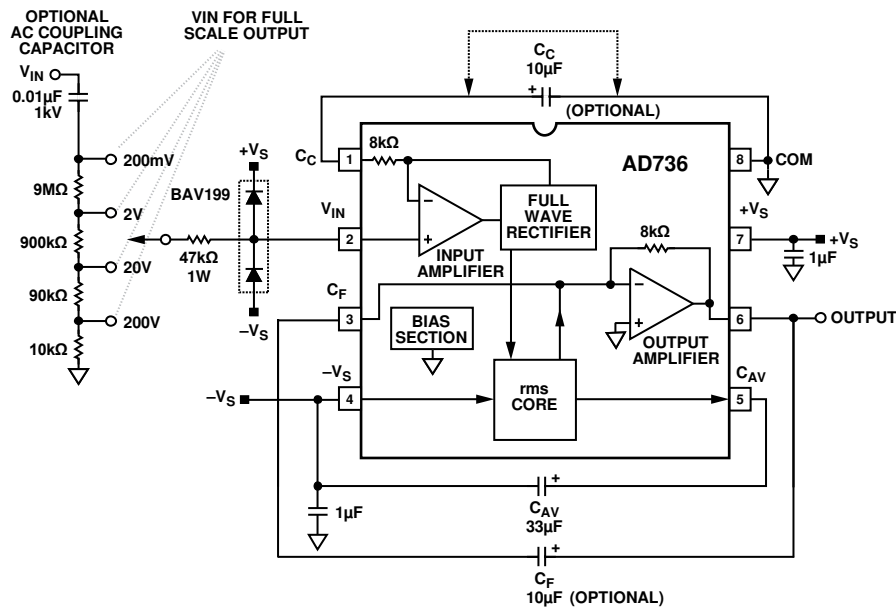 OPTIONAL
AC COUPLING
CAPACITOR
VIN FOR FULL
SCALE OUTPUT
VIN
0.01µF
1kV
200mV
9MΩ
2V
900kΩ
20V
90kΩ
200V
10kΩ
47kΩ
1W
BAV199
+VS
−VS
CC
10µF
+
(OPTIONAL)
CC
1
8kΩ
AD736
8
COM
VIN
2
−
+
INPUT
AMPLIFIER
FULL
WAVE
RECTIFIER
+VS
7
+VS
1µF
8kΩ
CF
3
BIAS
SECTION
−
+
OUTPUT
AMPLIFIER
6
OUTPUT
−VS
−VS
4
rms
CORE
CAV
5
1µF
+
CAV
33µF
+
CF
10µF (OPTIONAL)